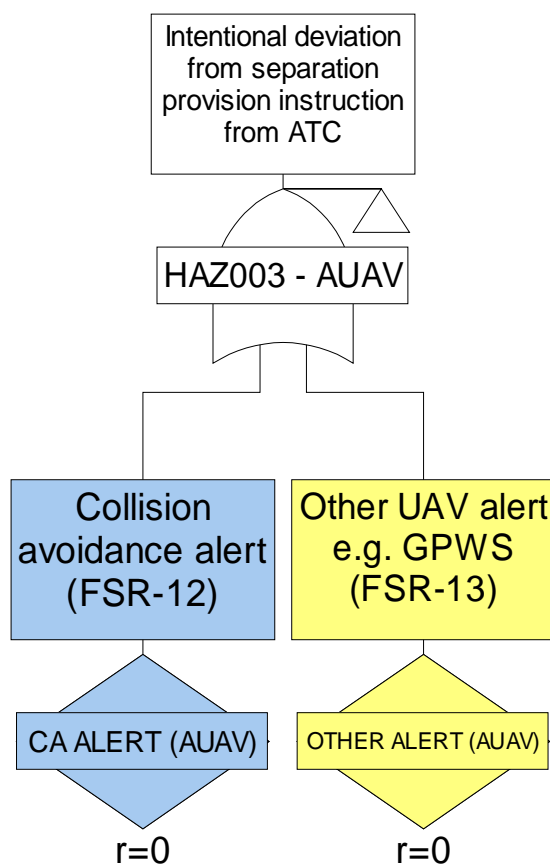 Intentional deviation
from separation
provision instruction
from ATC
HAZ003 - AUAV
Collision
avoidance alert
(FSR-12)
Other UAV alert
e.g. GPWS
(FSR-13)
CA ALERT (AUAV)
OTHER ALERT (AUAV)
r=0
r=0